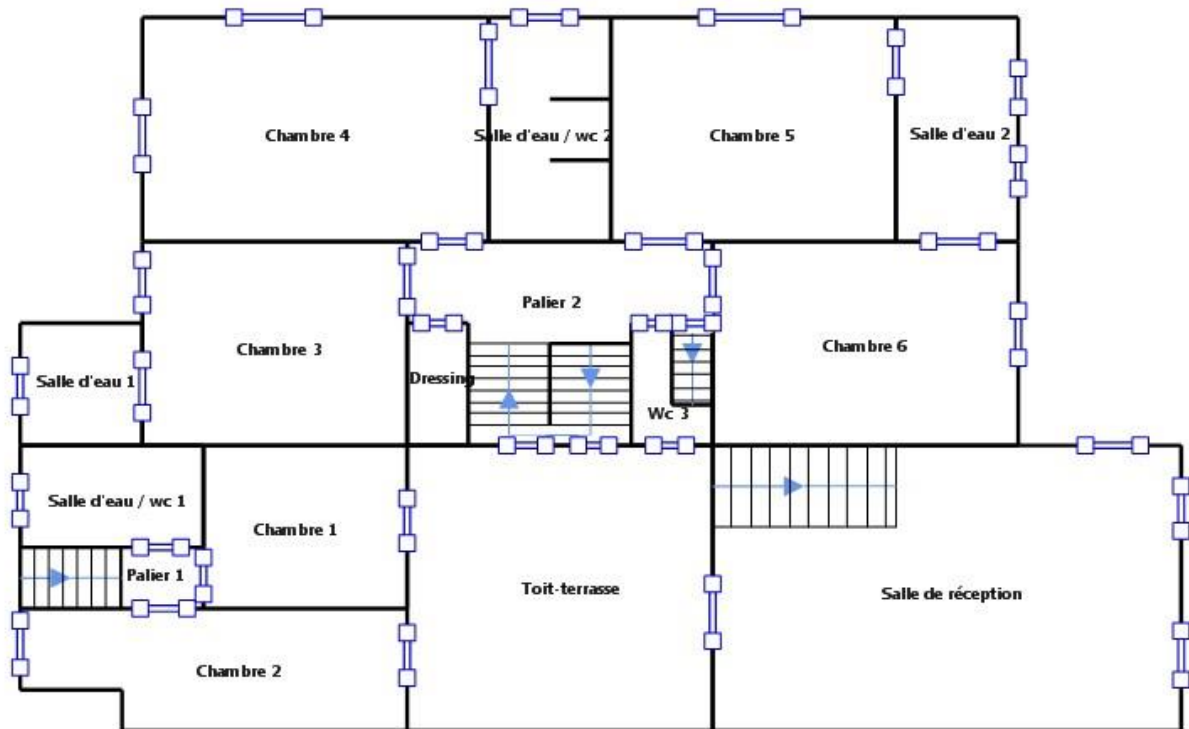 Chambre 4
Salle d'eau / wc 2
Chambre 5
Salle d'eau 2
Palier 2
Chambre 3
Chambre 6
Salle d'eau 1
Dressing
Wc 3
Salle d'eau / wc 1
Chambre 1
Palier 1
Toit-terrasse
Salle de réception
Chambre 2